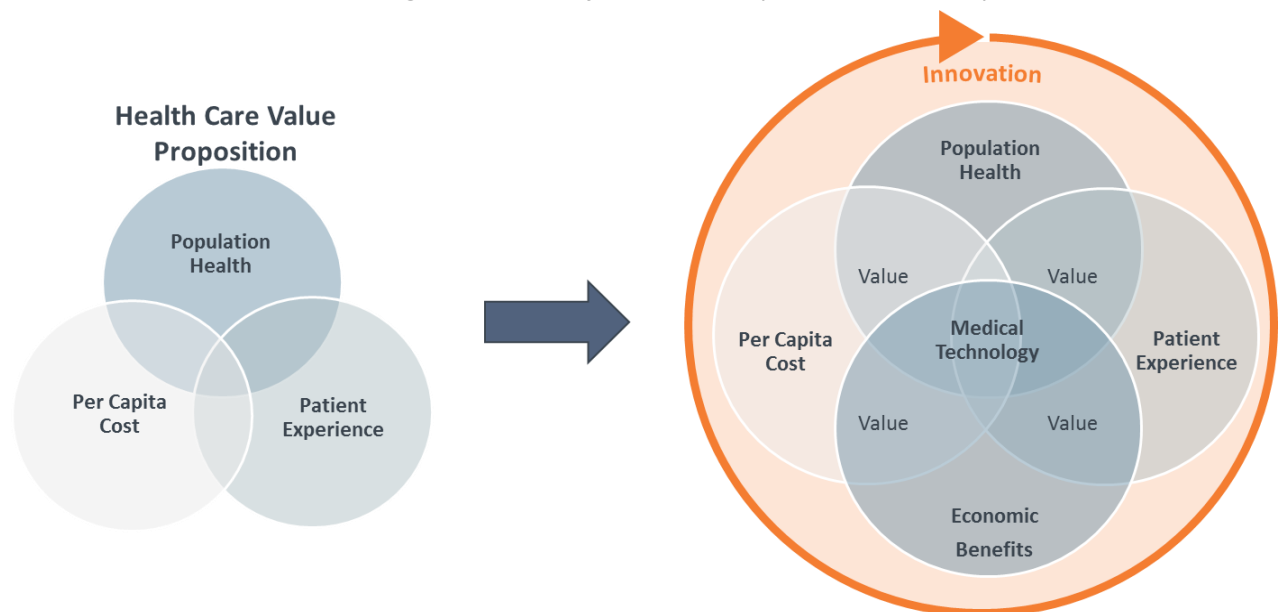 Health Care Value
Proposition
Population
Health
Per Capita
Cost
Patient
Experience
Innovation
Population
Health
Value
Value
Per Capita
Cost
Medical
Technology
Patient
Experience
Value
Value
Economic
Benefits